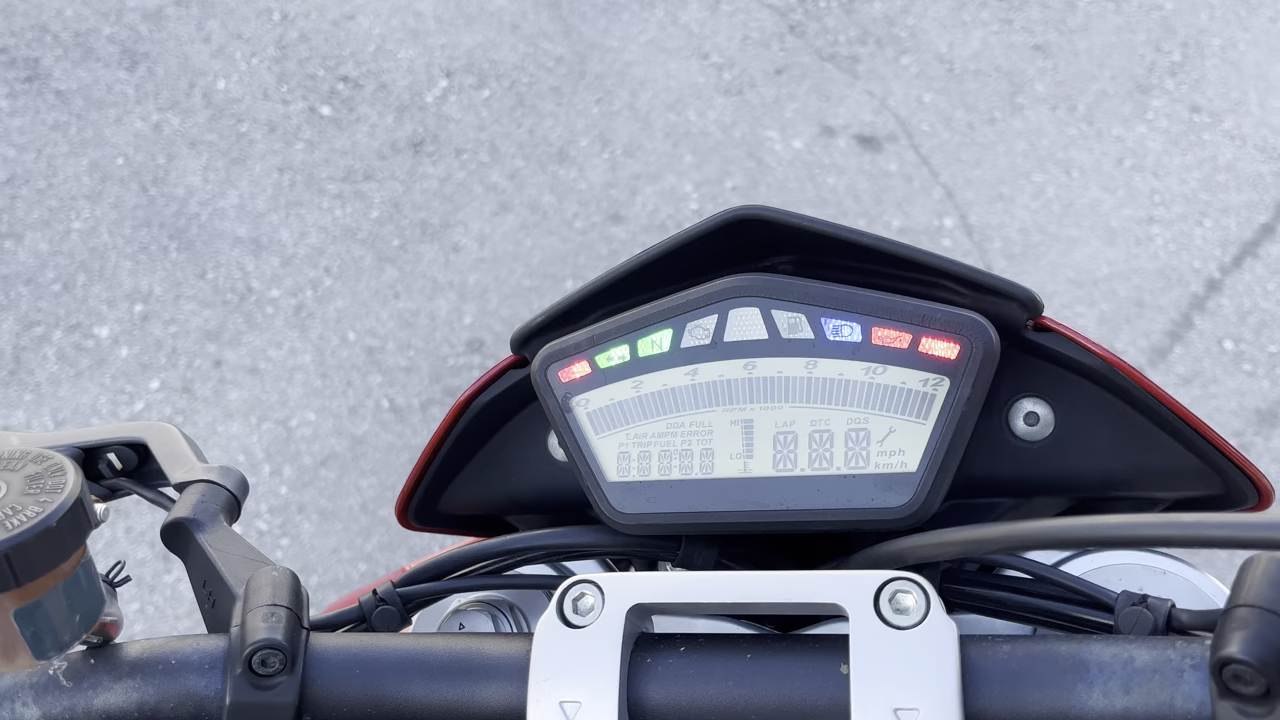 N
0 2 4 6 8 10 12
RPM x 1000
DDA FULL
T.AIR AMPM ERROR
P1 TRIP FUEL P2 TOT
HI
LO
LAP DTC DQS
mph
km/h